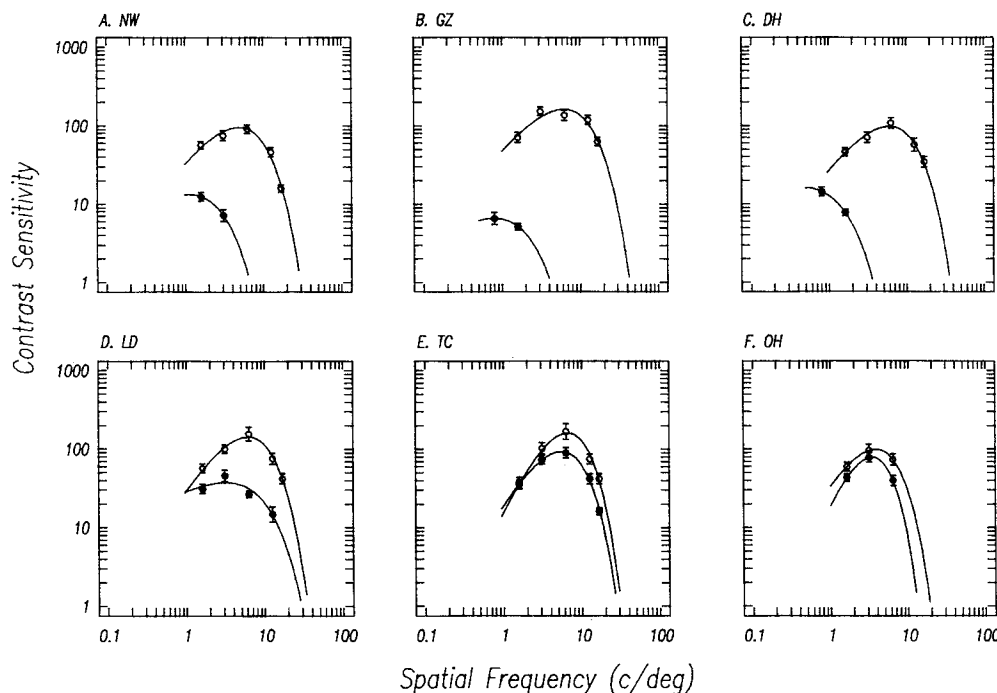 A. NW
B. GZ
C. DH
1000
100
10
1
Contrast Sensitivity
D. LD
E. TC
F. OH
1000
100
10
1
0.1 1 10 100
0.1 1 10 100
0.1 1 10 100
Spatial Frequency (c/deg)